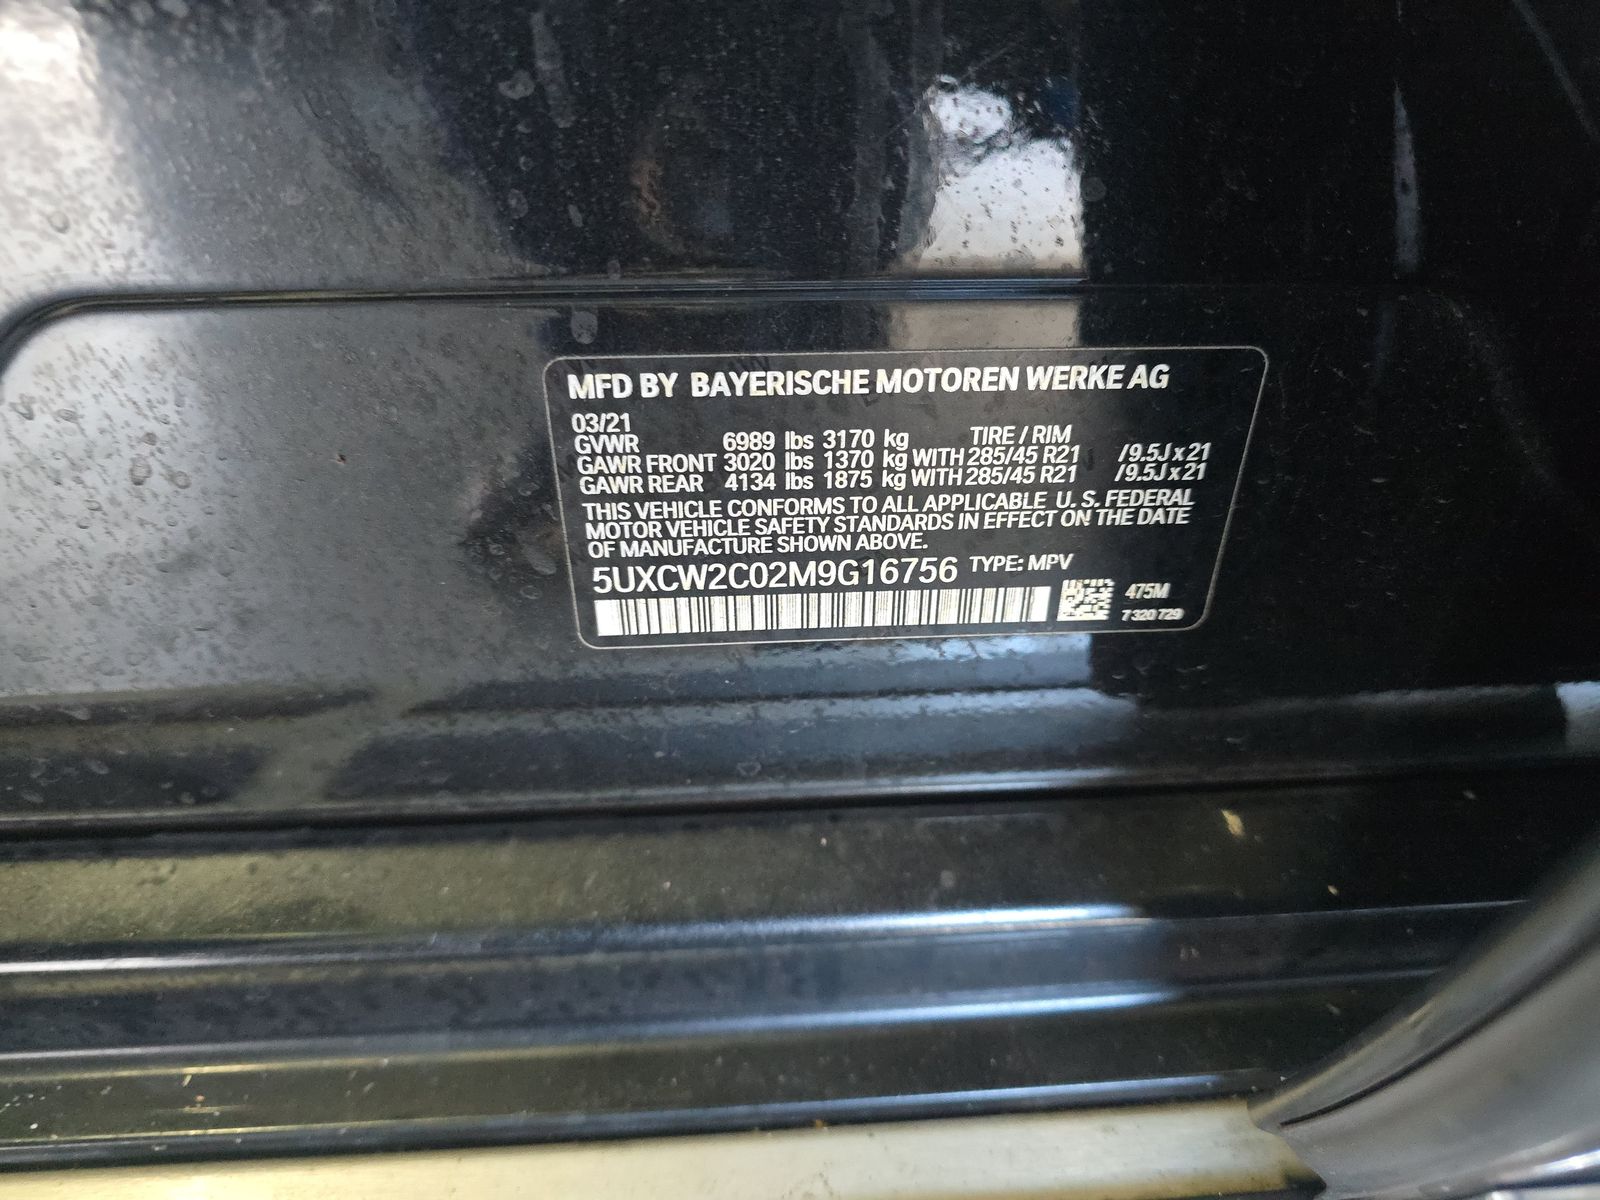 MFD BY BAYERISCHE MOTOREN WERKE AG
03/21
GVWR 6989 lbs 3170 kg TIRE / RIM
GAWR FRONT 3020 lbs 1370 kg WITH 285/45 R21 /9.5J x 21
GAWR REAR 4134 lbs 1875 kg WITH 285/45 R21 /9.5J x 21
THIS VEHICLE CONFORMS TO ALL APPLICABLE U. S. FEDERAL
MOTOR VEHICLE SAFETY STANDARDS IN EFFECT ON THE DATE
OF MANUFACTURE SHOWN ABOVE.
5UXCW2C02M9G16756 TYPE: MPV
475M
7 320 729